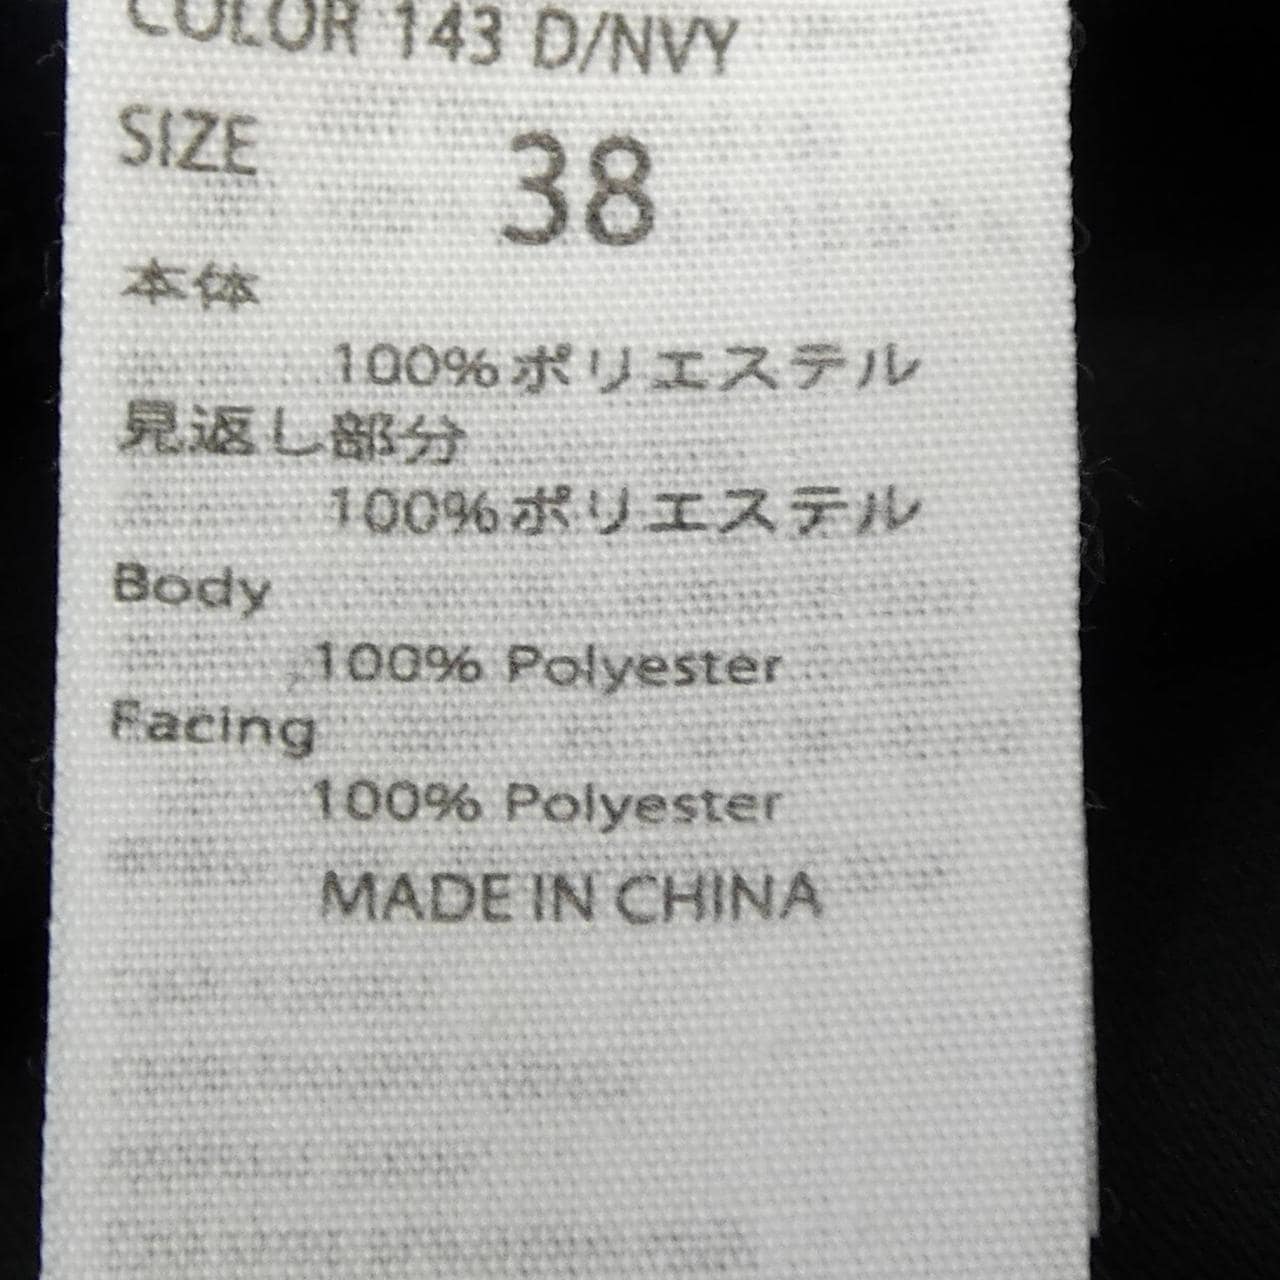 COLOR 143 D/NVY
SIZE 38
本体
100%ポリエステル
見返し部分
100%ポリエステル
Body
100% Polyester
Facing
100% Polyester
MADE IN CHINA